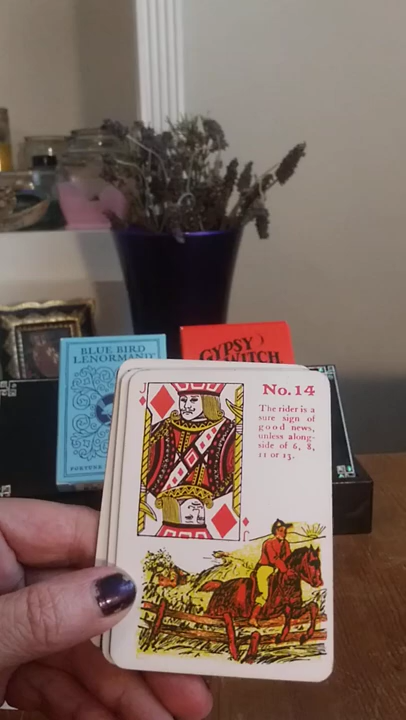 BLUE BIRD
LENORMAND
FORTUNE
GYPSY
WITCH
J
No. 14
The rider is a
sure sign of
good news,
unless along-
side of 6, 8,
11 or 13.
J